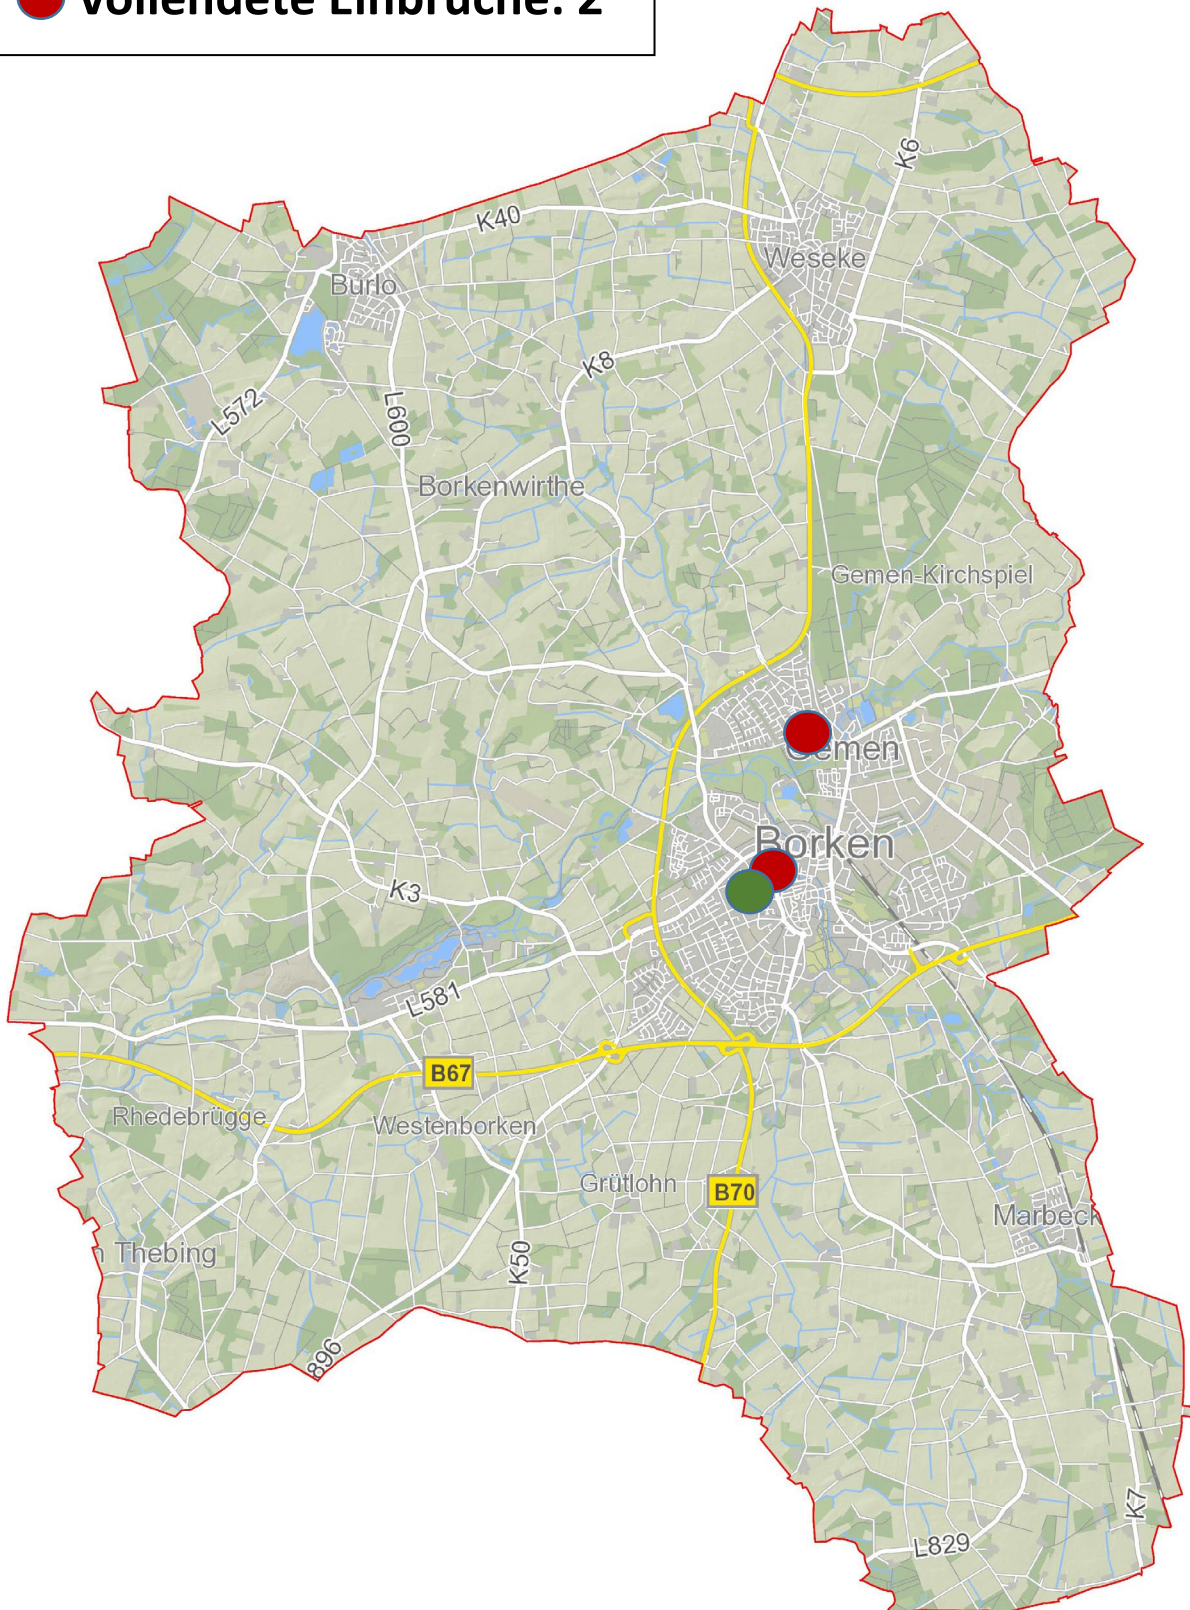 Vollendete Einbrüche: 2
K6
K40
Weseke
Burlo
K8
L572
L600
Borkenwirthe
Gemen-Kirchspiel
Gemen
Borken
K3
L581
B67
Rhedebrügge
Westenborken
Grütlohn
B70
Marbeck
Thebing
K50
896
K7
L829